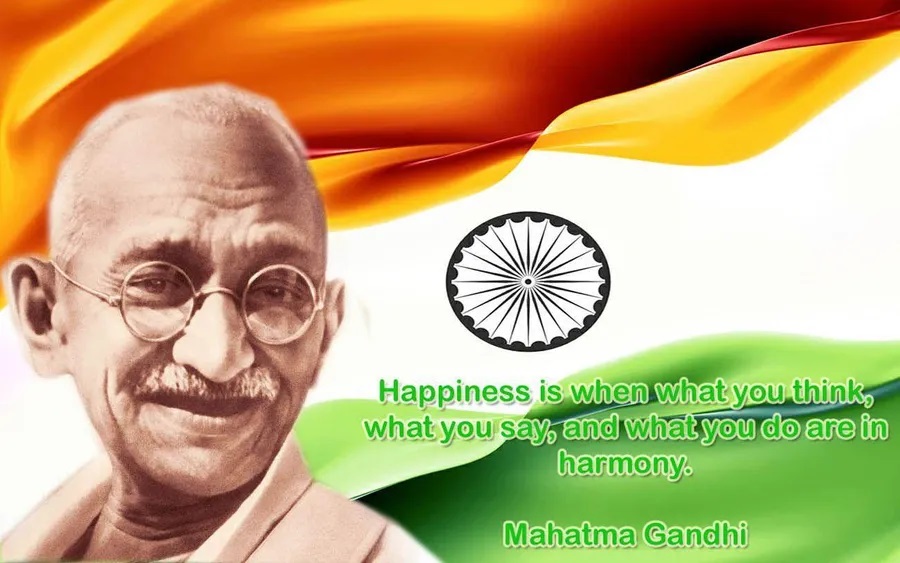 Happiness is when what you think,
what you say, and what you do are in
harmony.
Mahatma Gandhi